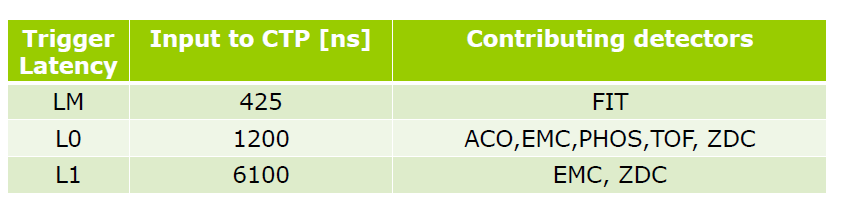 Trigger Latency Input to CTP [ns] Contributing detectors
LM 425 FIT
L0 1200 ACO,EMC,PHOS,TOF, ZDC
L1 6100 EMC, ZDC